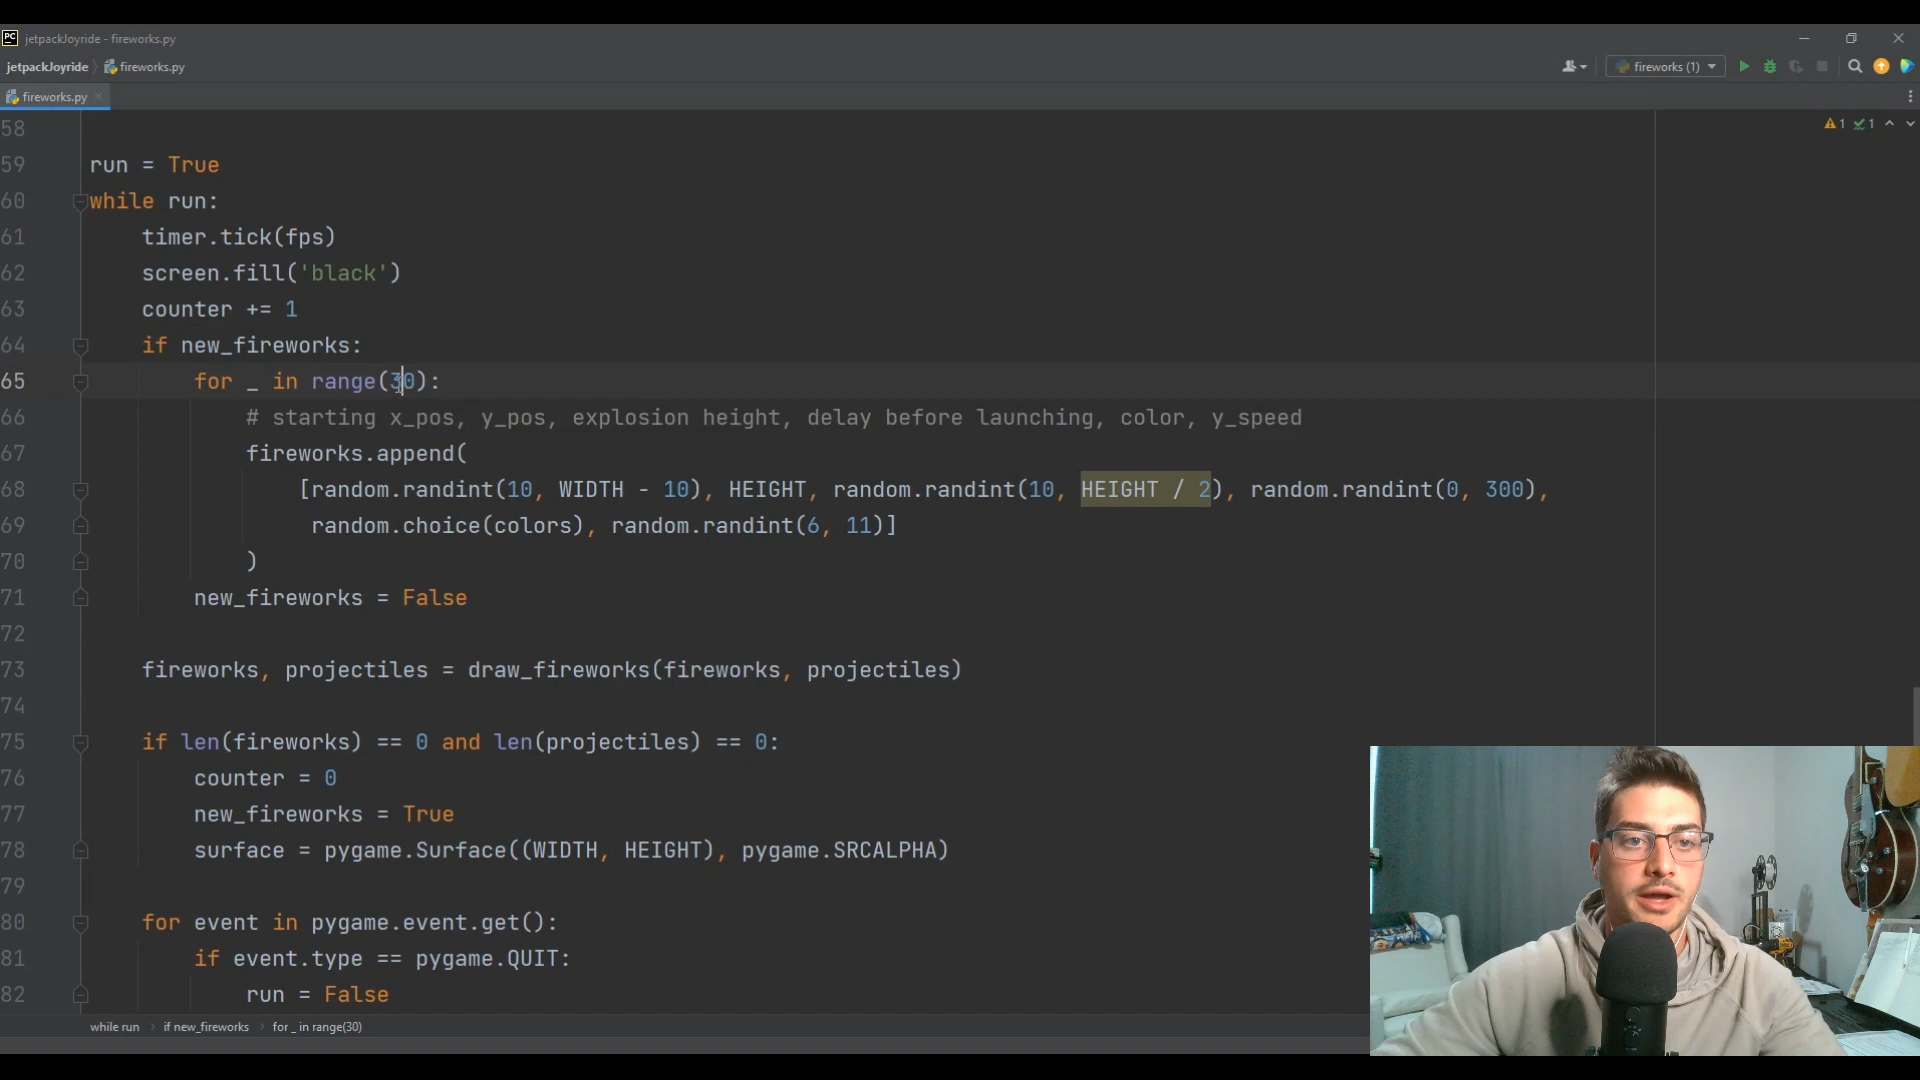 PC jetpackJoyride - fireworks.py
jetpackJoyride fireworks.py fireworks (1)
fireworks.py
1 1
58
59 run = True
60 while run:
61 timer.tick(fps)
62 screen.fill('black')
63 counter += 1
64 if new_fireworks:
65 for _ in range(30):
66 # starting x_pos, y_pos, explosion height, delay before launching, color, y_speed
67 fireworks.append(
68 [random.randint(10, WIDTH - 10), HEIGHT, random.randint(10, HEIGHT / 2), random.randint(0, 300),
69 random.choice(colors), random.randint(6, 11)]
70 )
71 new_fireworks = False
72
73 fireworks, projectiles = draw_fireworks(fireworks, projectiles)
74
75 if len(fireworks) == 0 and len(projectiles) == 0:
76 counter = 0
77 new_fireworks = True
78 surface = pygame.Surface((WIDTH, HEIGHT), pygame.SRCALPHA)
79
80 for event in pygame.event.get():
81 if event.type == pygame.QUIT:
82 run = False
while run if new_fireworks for _ in range(30)